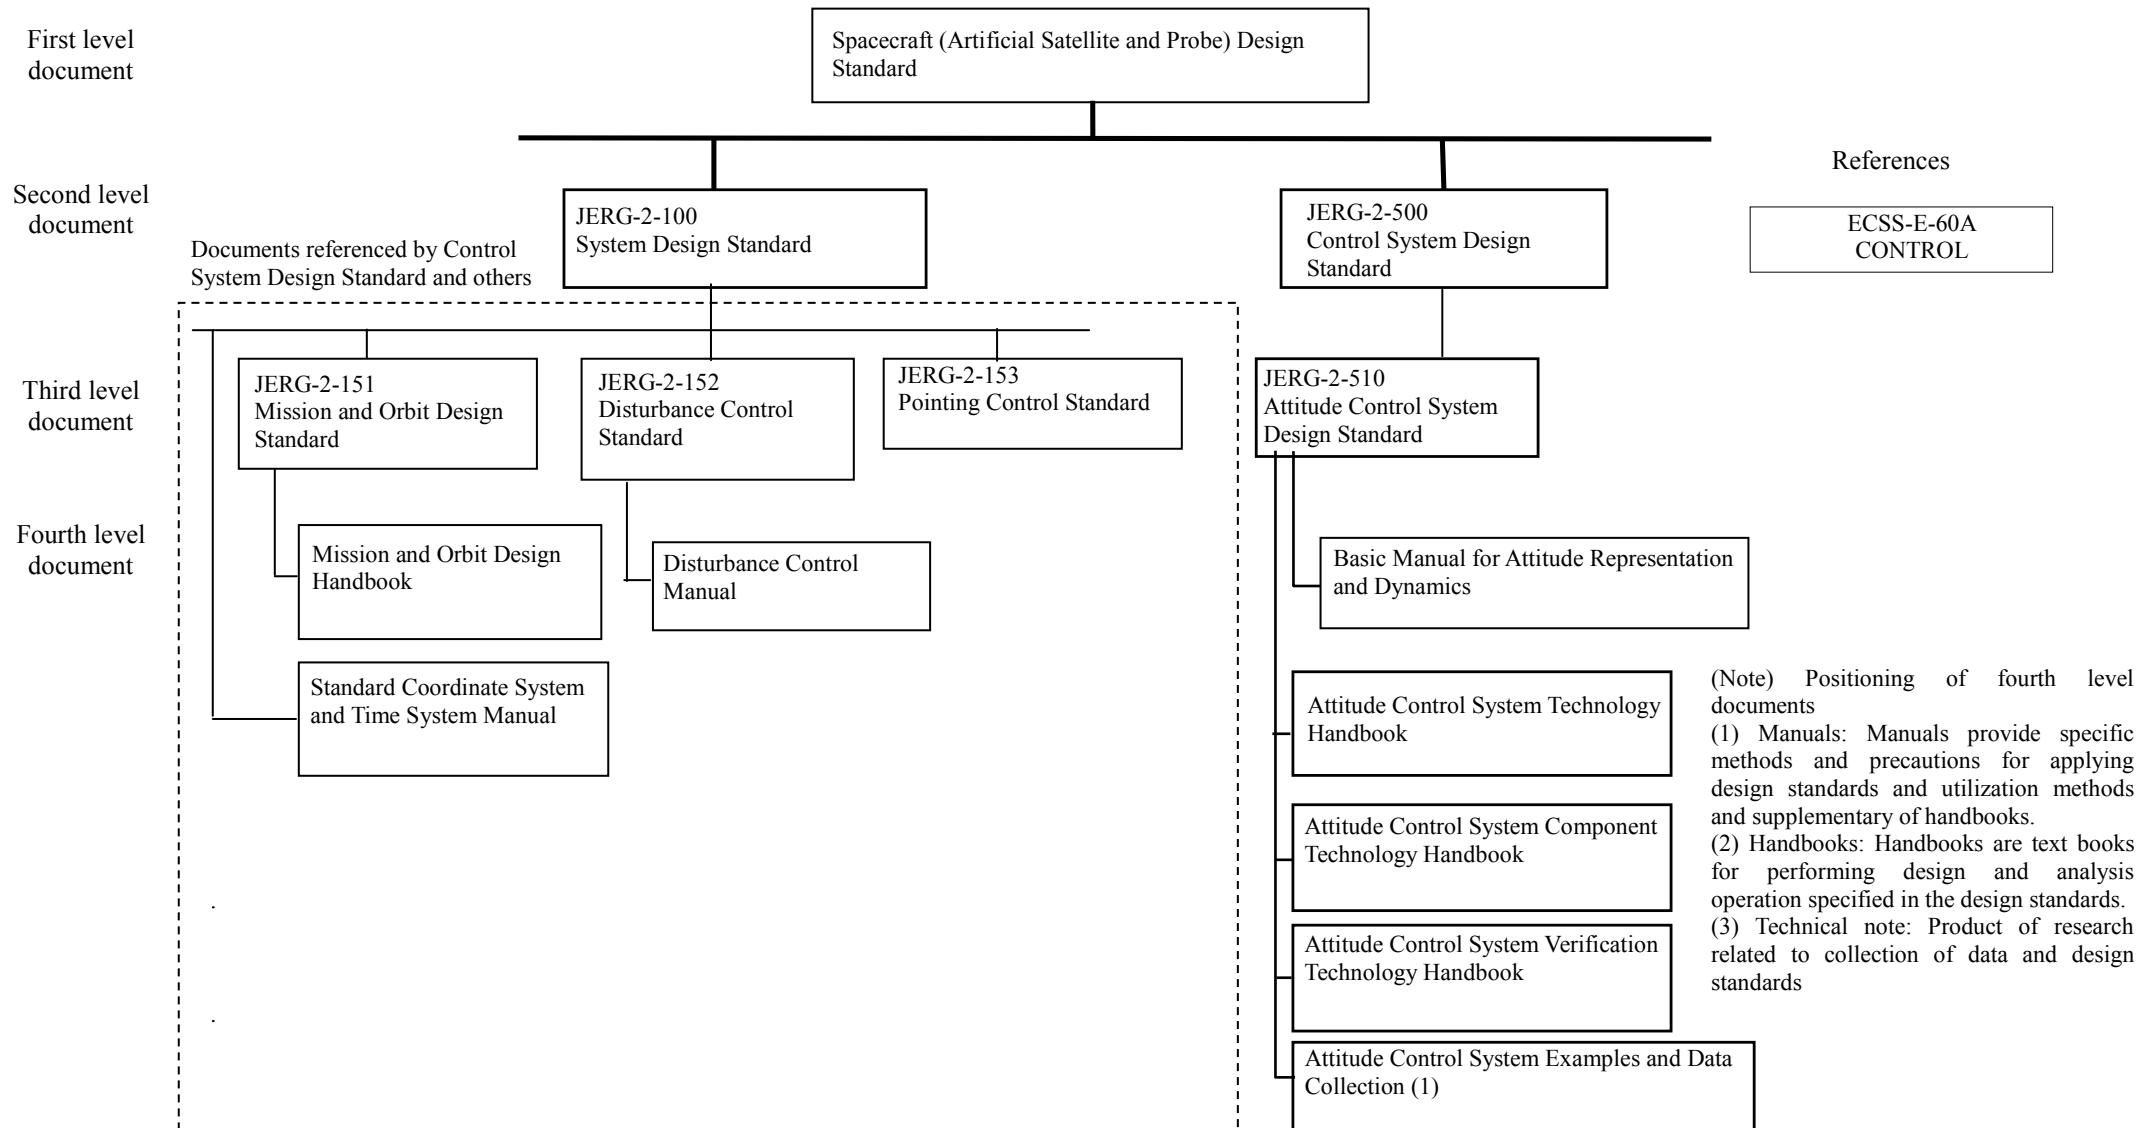 First level
document
Spacecraft (Artificial Satellite and Probe) Design
Standard
References
Second level
document
JERG-2-100
System Design Standard
JERG-2-500
Control System Design
Standard
ECSS-E-60A
CONTROL
Documents referenced by Control
System Design Standard and others
Third level
document
JERG-2-151
Mission and Orbit Design
Standard
JERG-2-152
Disturbance Control
Standard
JERG-2-153
Pointing Control Standard
JERG-2-510
Attitude Control System
Design Standard
Fourth level
document
Mission and Orbit Design
Handbook
Disturbance Control
Manual
Basic Manual for Attitude Representation
and Dynamics
Standard Coordinate System
and Time System Manual
Attitude Control System Technology
Handbook
Attitude Control System Component
Technology Handbook
Attitude Control System Verification
Technology Handbook
Attitude Control System Examples and Data
Collection (1)
(Note) Positioning of fourth level
documents
(1) Manuals: Manuals provide specific
methods and precautions for applying
design standards and utilization methods
and supplementary of handbooks.
(2) Handbooks: Handbooks are text books
for performing design and analysis
operation specified in the design standards.
(3) Technical note: Product of research
related to collection of data and design
standards